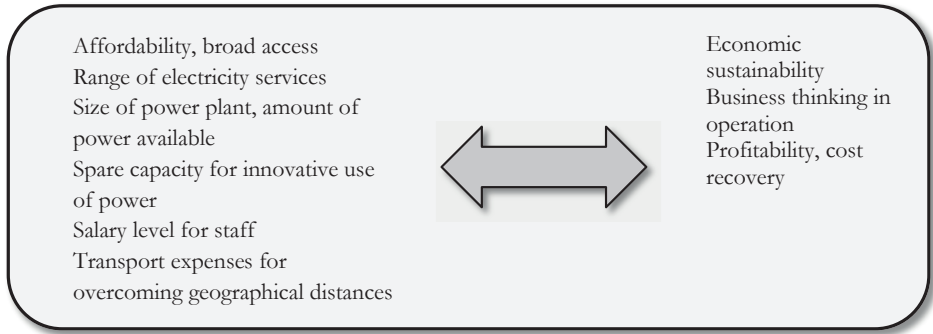 Affordability, broad access
Range of electricity services
Size of power plant, amount of
power available
Spare capacity for innovative use
of power
Salary level for staff
Transport expenses for
overcoming geographical distances
Economic
sustainability
Business thinking in
operation
Profitability, cost
recovery